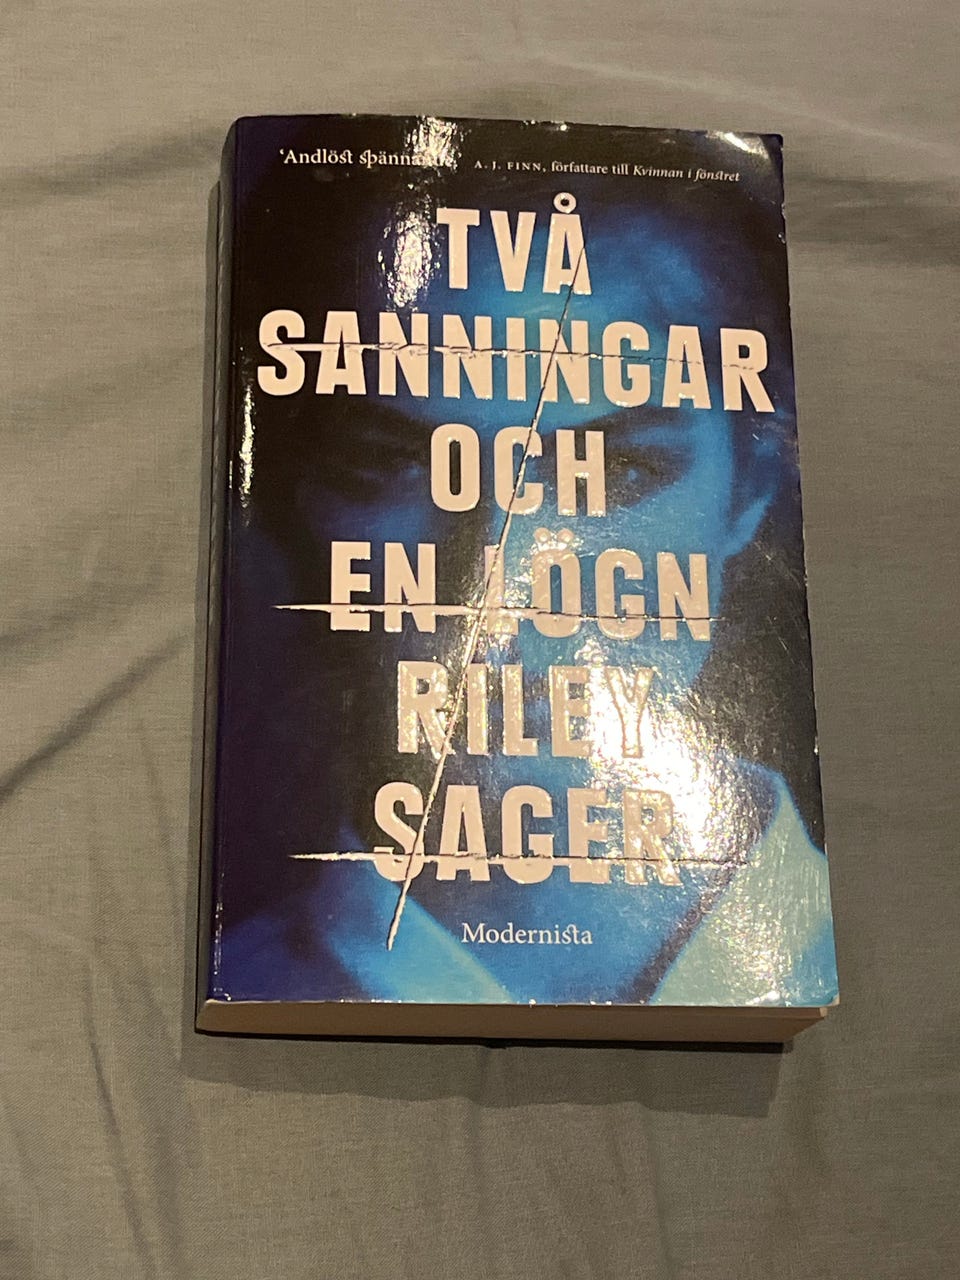 ‘Andlöst spännande’ A. J. FINN, författare till Kvinnan i fönstret
TVÅ
SANNINGAR
OCH
EN LÖGN
RILEY
SAGER
Modernista